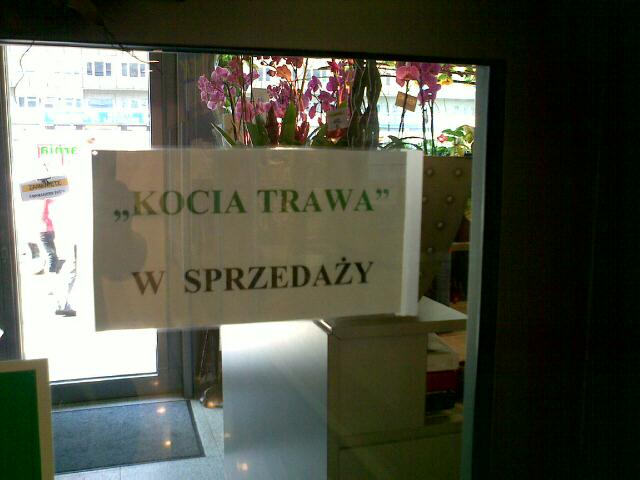 „KOCIA TRAWA”
W SPRZEDAŻY